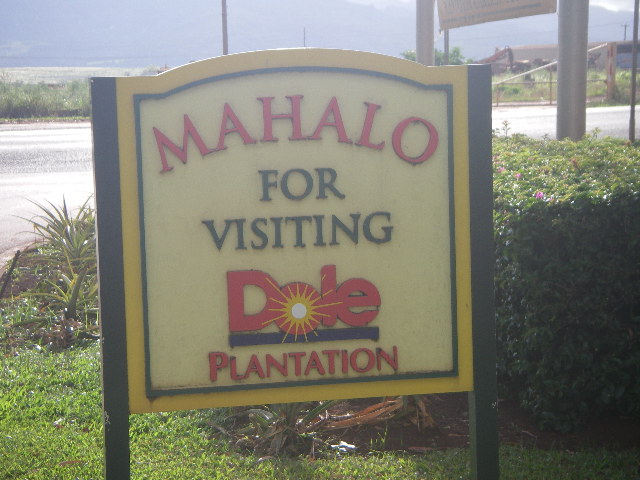 MAHALO
FOR
VISITING
Dole
PLANTATION